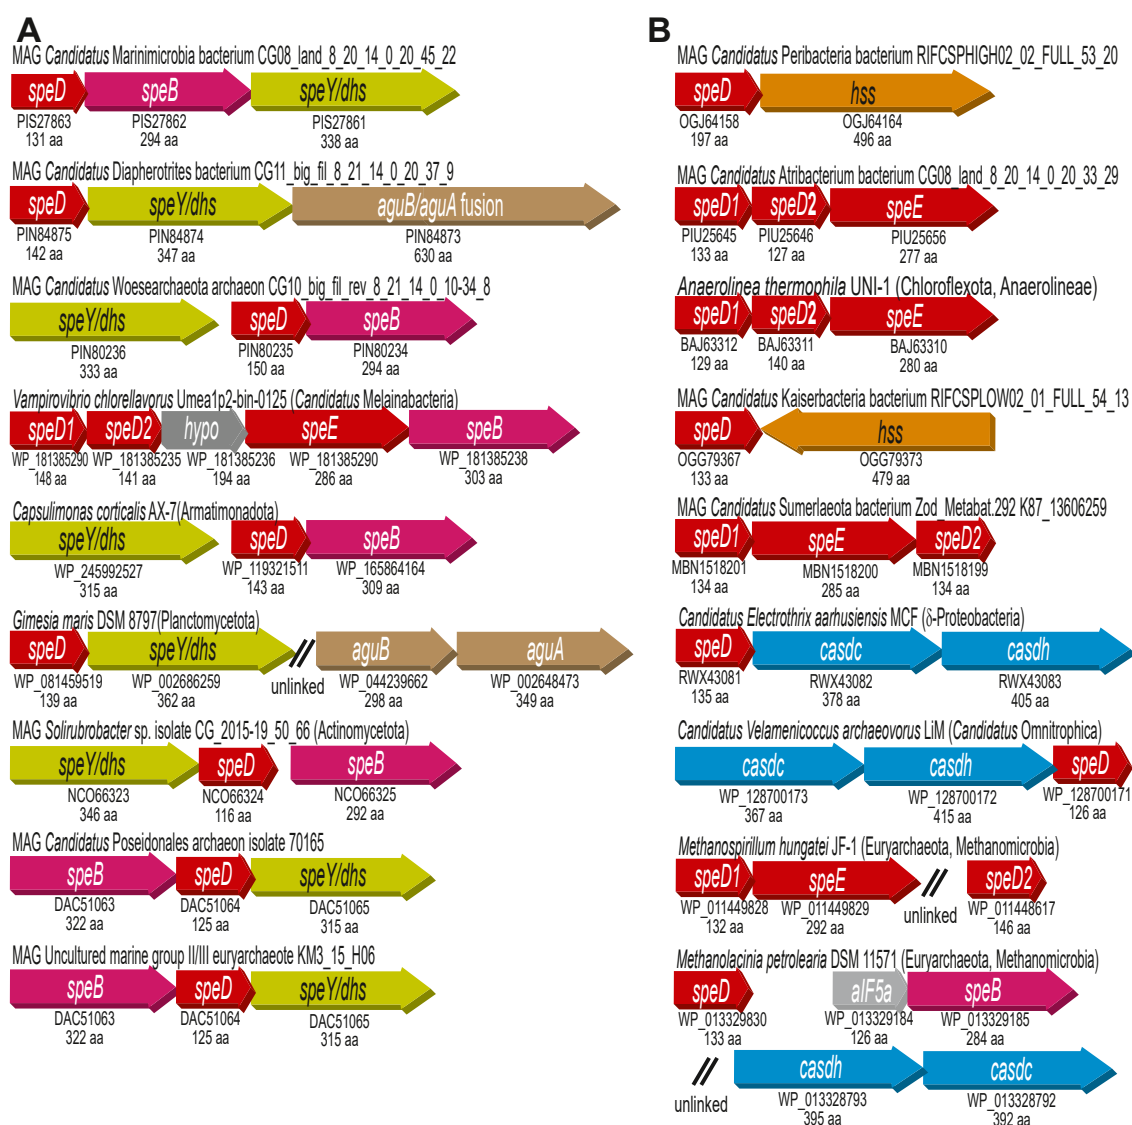 A
MAG Candidatus Marinimicrobia bacterium CG08_land_8_20_14_0_20_45_22
speD speB speY/dhs
PIS27863 PIS27862 PIS27861
131 aa 294 aa 338 aa
MAG Candidatus Diapherotrites bacterium CG11_big_fil_8_21_14_0_20_37_9
speD speY/dhs aguB/aguA fusion
PIN84875 PIN84874 PIN84873
142 aa 347 aa 630 aa
MAG Candidatus Woesearchaeota archaeon CG10_big_fil_rev_8_21_14_0_10-34_8
speY/dhs speD speB
PIN80236 PIN80235 PIN80234
333 aa 150 aa 294 aa
Vampirovibrio chlorellavorus Umea1p2-bin-0125 (Candidatus Melainabacteria)
speD1 speD2 hypo speE speB
WP_181385290 WP_181385235 WP_181385236 WP_181385290 WP_181385238
148 aa 141 aa 194 aa 286 aa 303 aa
Capsulimonas corticalis AX-7(Armatimonadota)
speY/dhs speD speB
WP_245992527 WP_119321511 WP_165864164
315 aa 143 aa 309 aa
Gimesia maris DSM 8797(Planctomycetota)
speD speY/dhs aguB aguA
WP_081459519 WP_002686259 unlinked WP_044239662 WP_002648473
139 aa 362 aa 298 aa 349 aa
MAG Solirubrobacter sp. isolate CG_2015-19_50_66 (Actinomycetota)
speY/dhs speD speB
NCO66323 NCO66324 NCO66325
346 aa 116 aa 292 aa
MAG Candidatus Poseidonales archaeon isolate 70165
speB speD speY/dhs
DAC51063 DAC51064 DAC51065
322 aa 125 aa 315 aa
MAG Uncultured marine group II/III euryarchaeote KM3_15_H06
speB speD speY/dhs
DAC51063 DAC51064 DAC51065
322 aa 125 aa 315 aa
B
MAG Candidatus Peribacteria bacterium RIFCSPHIGH02_02_FULL_53_20
speD hss
OGJ64158 OGJ64164
197 aa 496 aa
MAG Candidatus Atribacterium bacterium CG08_land_8_20_14_0_20_33_29
speD1 speD2 speE
PIU25645 PIU25646 PIU25656
133 aa 127 aa 277 aa
Anaerolinea thermophila UNI-1 (Chloroflexota, Anaerolineae)
speD1 speD2 speE
BAJ63312 BAJ63311 BAJ63310
129 aa 140 aa 280 aa
MAG Candidatus Kaiserbacteria bacterium RIFCSPLOW02_01_FULL_54_13
speD hss
OGG79367 OGG79373
133 aa 479 aa
MAG Candidatus Sumerlaeota bacterium Zod_Metabat.292 K87_13606259
speD1 speE speD2
MBN1518201 MBN1518200 MBN1518199
134 aa 285 aa 134 aa
Candidatus Electrothrix aarhusiensis MCF (δ-Proteobacteria)
speD casdc casdh
RWX43081 RWX43082 RWX43083
135 aa 378 aa 405 aa
Candidatus Velamenicoccus archaeovorus LiM (Candidatus Omnitrophica)
casdc casdh speD
WP_128700173 WP_128700172 WP_128700171
367 aa 415 aa 126 aa
Methanospirillum hungatei JF-1 (Euryarchaeota, Methanomicrobia)
speD1 speE speD2
WP_011449828 WP_011449829 unlinked WP_011448617
132 aa 292 aa 146 aa
Methanolacinia petrolearia DSM 11571 (Euryarchaeota, Methanomicrobia)
speD aIF5a speB
WP_013329830 WP_013329184 WP_013329185
133 aa 126 aa 284 aa
casdh casdc
unlinked WP_013328793 WP_013328792
395 aa 392 aa